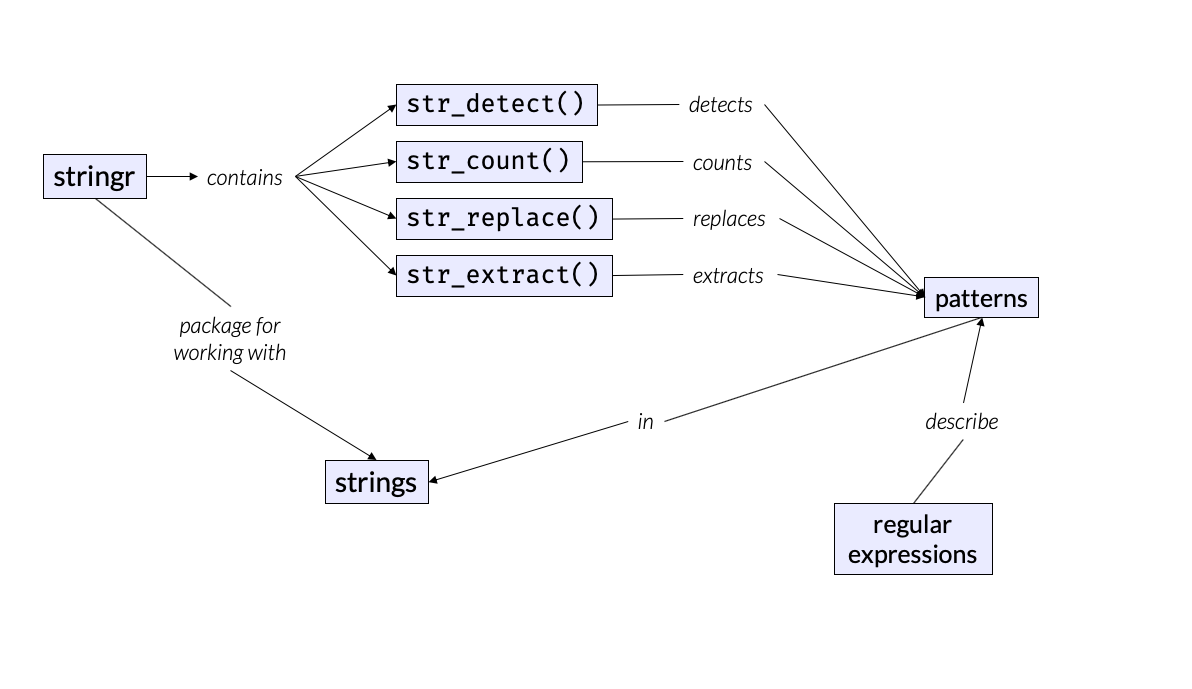 str_detect()
detects
str_count()
counts
stringr
contains
str_replace()
replaces
str_extract()
extracts
patterns
package for
working with
in
describe
strings
regular
expressions